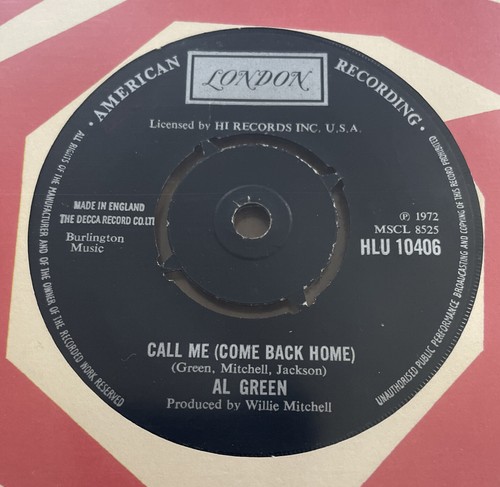 · AMERICAN RECORDING ·
LONDON
Licensed by HI RECORDS INC. U.S.A.
MADE IN ENGLAND
THE DECCA RECORD CO. LT
Burlington
Music
℗ 1972
MSCL 8525
HLU 10406
CALL ME (COME BACK HOME)
(Green, Mitchell, Jackson)
AL GREEN
Produced by Willie Mitchell
ALL RIGHTS OF THE MANUFACTURER AND OF THE OWNER OF THE RECORDED WORK RESERVED
UNAUTHORISED PUBLIC PERFORMANCE BROADCASTING AND COPYING OF THIS RECORD PROHIBITED